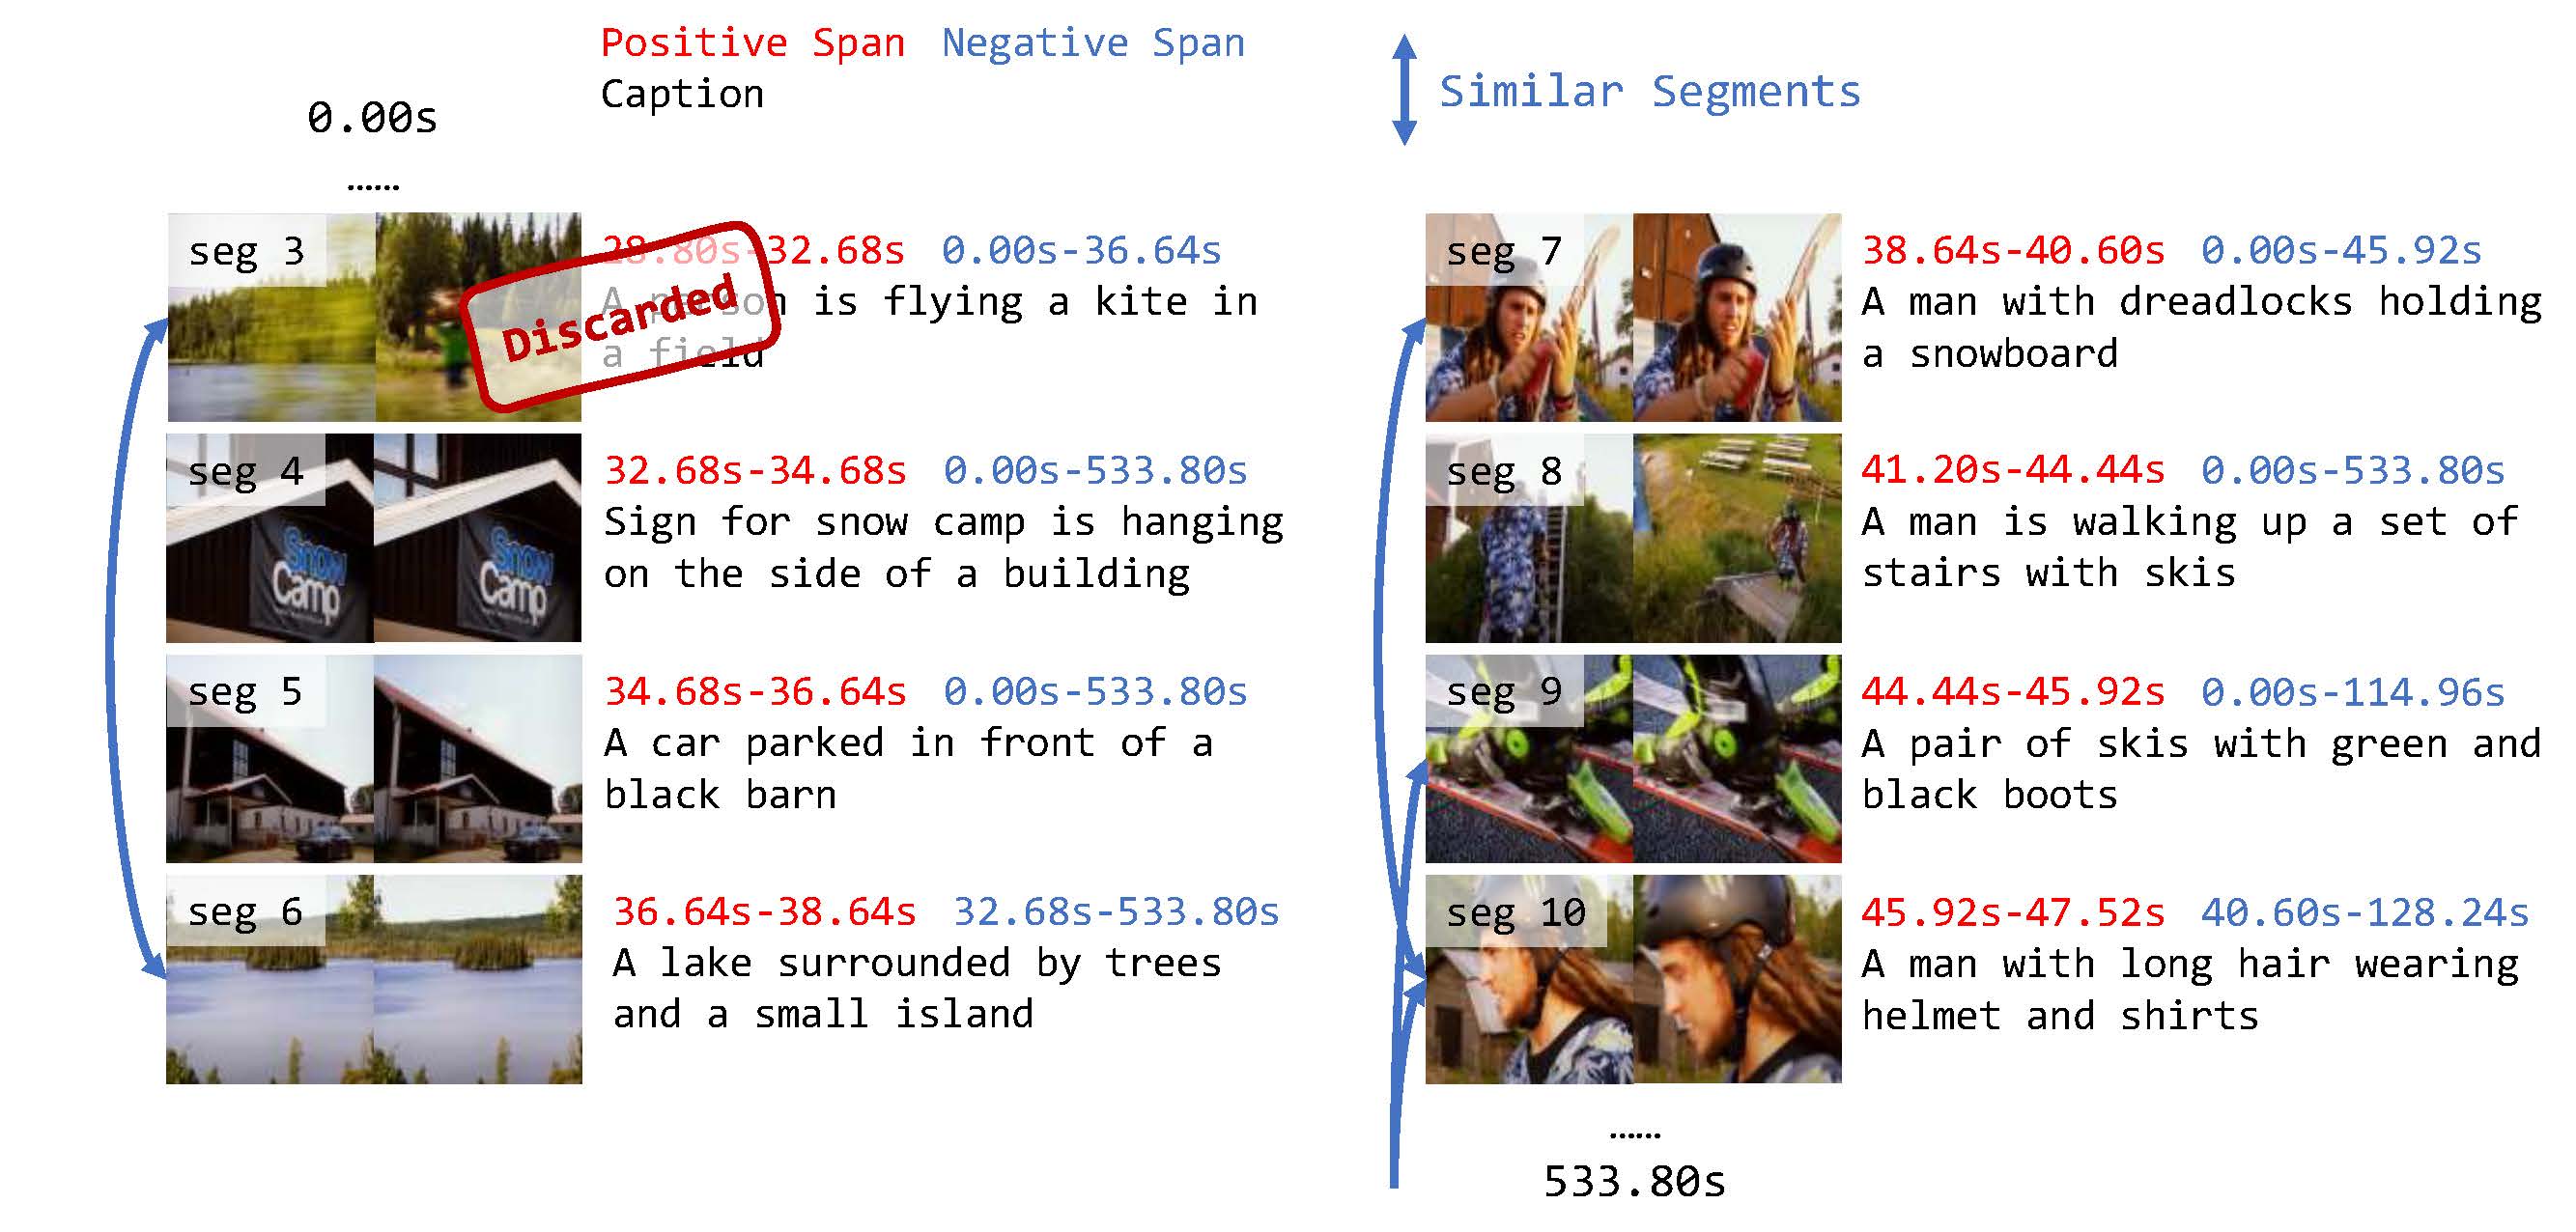 Positive Span Negative Span
Caption
Similar Segments
0.00s
……
seg 3
28.80s-32.68s 0.00s-36.64s
A person is flying a kite in
a field
Discarded
seg 4
32.68s-34.68s 0.00s-533.80s
Sign for snow camp is hanging
on the side of a building
Snow
Camp
seg 5
34.68s-36.64s 0.00s-533.80s
A car parked in front of a
black barn
seg 6
36.64s-38.64s 32.68s-533.80s
A lake surrounded by trees
and a small island
seg 7
38.64s-40.60s 0.00s-45.92s
A man with dreadlocks holding
a snowboard
seg 8
41.20s-44.44s 0.00s-533.80s
A man is walking up a set of
stairs with skis
seg 9
44.44s-45.92s 0.00s-114.96s
A pair of skis with green and
black boots
seg 10
45.92s-47.52s 40.60s-128.24s
A man with long hair wearing
helmet and shirts
……
533.80s